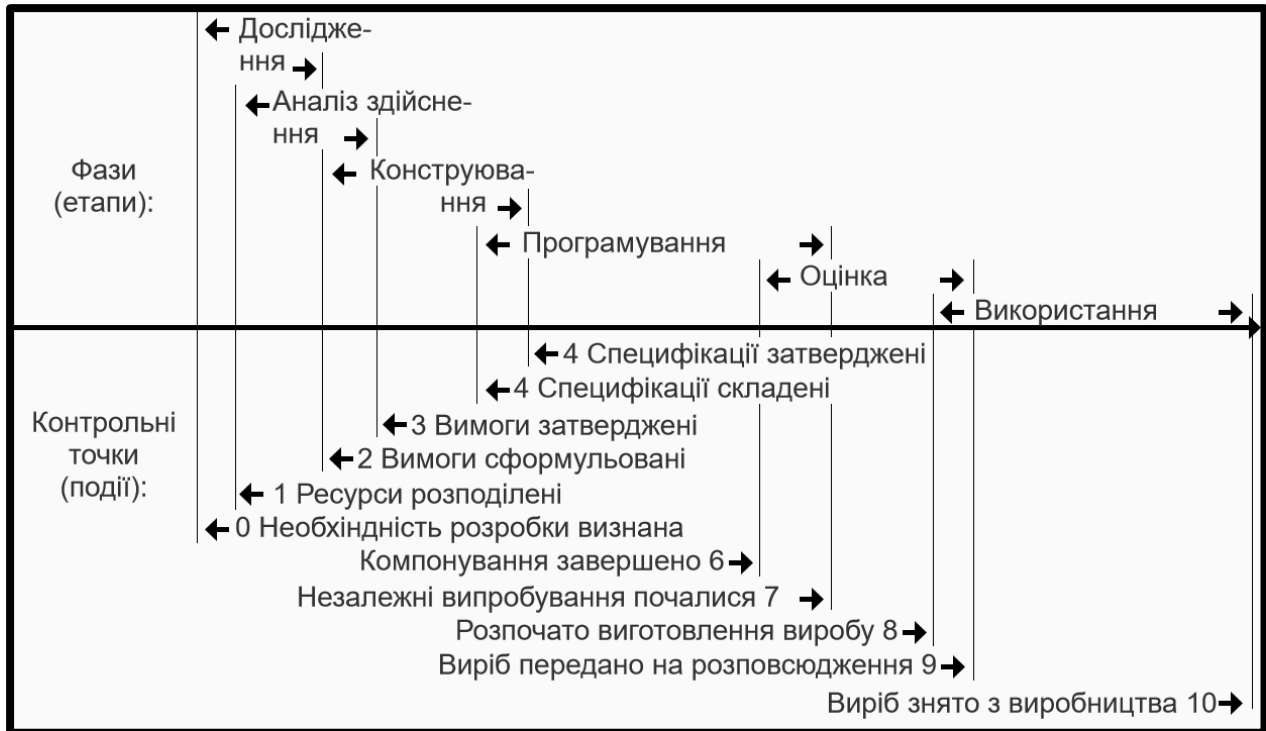 Дослідже-
ння
Аналіз здійсне-
ння
Фази
(етапи):
Конструюва-
ння
Програмування
Оцінка
Використання
4 Специфікації затверджені
4 Специфікації складені
Контрольні
точки
(події):
3 Вимоги затверджені
2 Вимоги сформульовані
1 Ресурси розподілені
0 Необхіндність розробки визнана
Компонування завершено 6
Незалежні випробування почалися 7
Розпочато виготовлення виробу 8
Виріб передано на розповсюдження 9
Виріб знято з виробництва 10